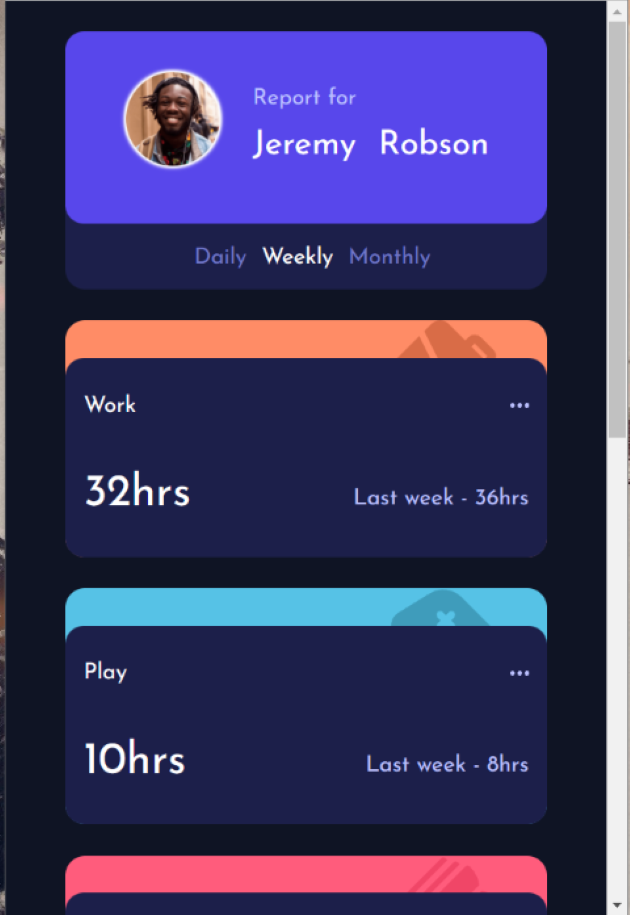 Report for
Jeremy Robson
Daily Weekly Monthly
Work
32hrs
Last week - 36hrs
Play
10hrs
Last week - 8hrs